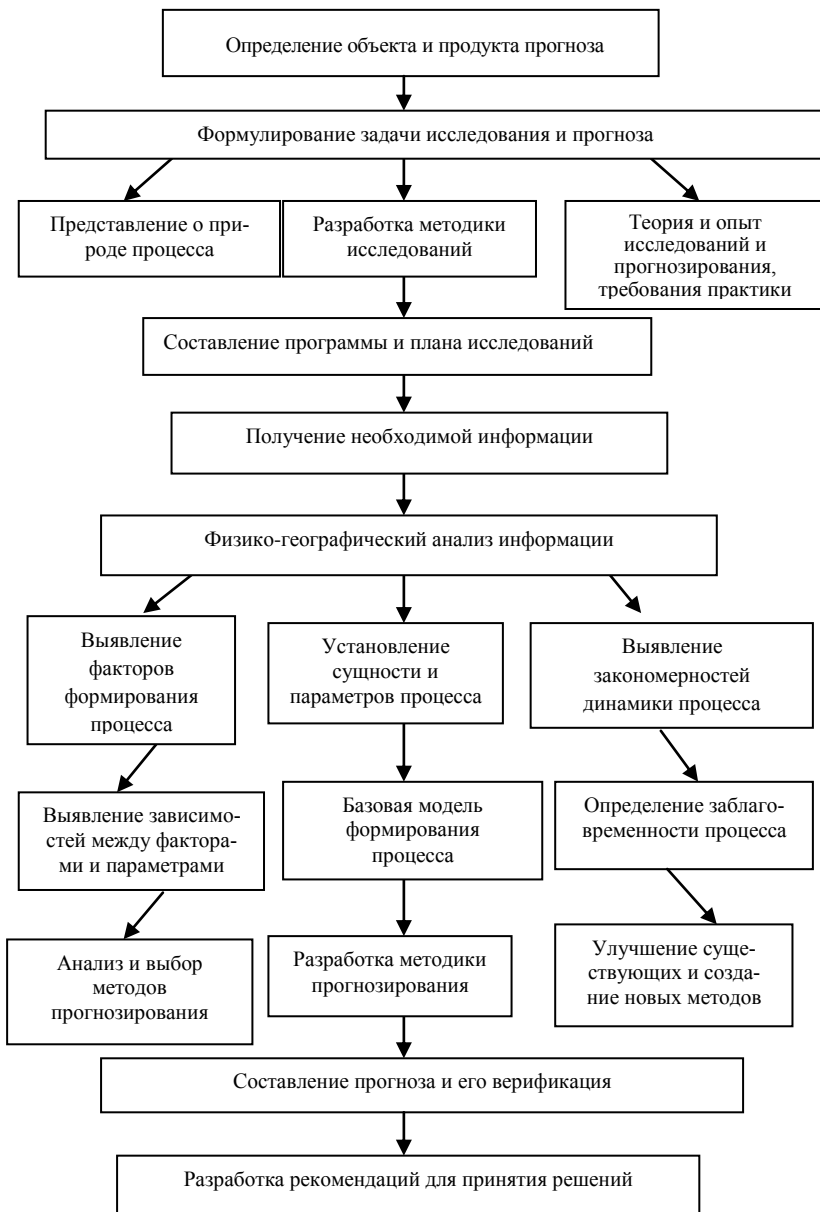 Определение объекта и продукта прогноза
Формулирование задачи исследования и прогноза
Представление о при-
роде процесса
Разработка методики
исследований
Теория и опыт
исследований и
прогнозирования,
требования практики
Составление программы и плана исследований
Получение необходимой информации
Физико-географический анализ информации
Выявление
факторов
формирования
процесса
Установление
сущности и
параметров процесса
Выявление
закономерностей
динамики процесса
Выявление зависимо-
стей между фактора-
ми и параметрами
Базовая модель
формирования
процесса
Определение заблаго-
временности процесса
Анализ и выбор
методов
прогнозирования
Разработка методики
прогнозирования
Улучшение суще-
ствующих и созда-
ние новых методов
Составление прогноза и его верификация
Разработка рекомендаций для принятия решений